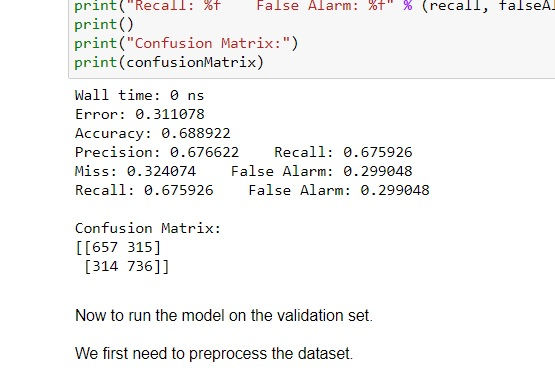 print("Recall: %f    False Alarm: %f" % (recall, falseAl
print()
print("Confusion Matrix:")
print(confusionMatrix)
Wall time: 0 ns
Error: 0.311078
Accuracy: 0.688922
Precision: 0.676622    Recall: 0.675926
Miss: 0.324074    False Alarm: 0.299048
Recall: 0.675926    False Alarm: 0.299048
Confusion Matrix:
[[657 315]
 [314 736]]
Now to run the model on the validation set.
We first need to preprocess the dataset.